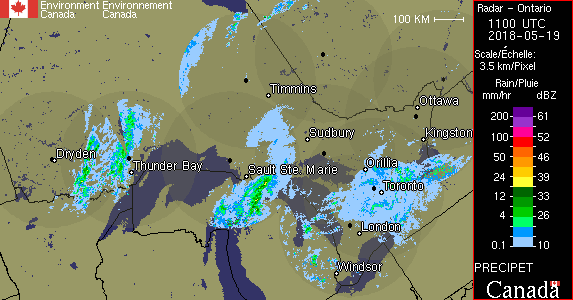 Environment Environnement
Canada Canada
100 KM
Timmins
Ottawa
Sudbury
Kingston
Dryden
Thunder Bay
Sault Ste. Marie
Orillia
Toronto
London
Windsor
Radar - Ontario
1100 UTC
2018-05-19
Scale/Échelle:
3.5 km/Pixel
Rain/Pluie
mm/hr dBZ
200 61
100 52
50 46
24 39
12 33
4 26
0.1 10
PRECIPET
Canada